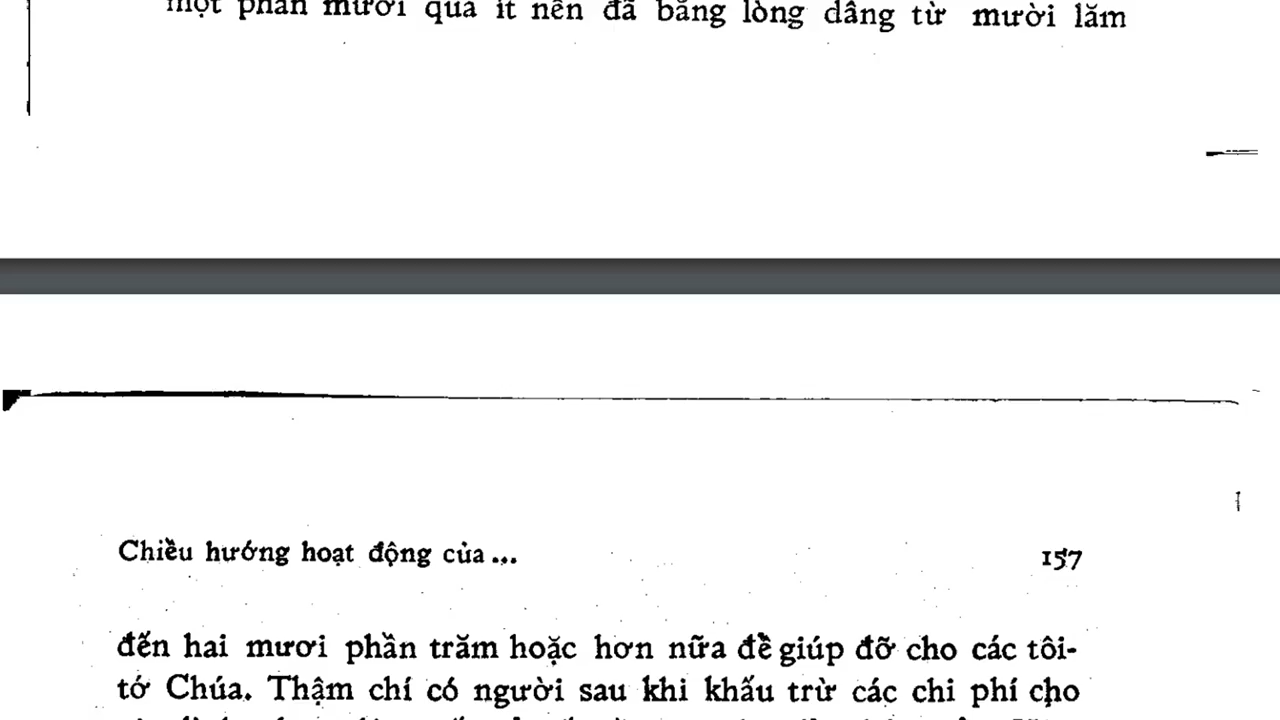 một phần mười quá ít nên đã bằng lòng dâng từ mười lăm
Chiều hướng hoạt động của...
157
đến hai mươi phần trăm hoặc hơn nữa để giúp đỡ cho các tôi-
tớ Chúa. Thậm chí có người sau khi khấu trừ các chi phí cho